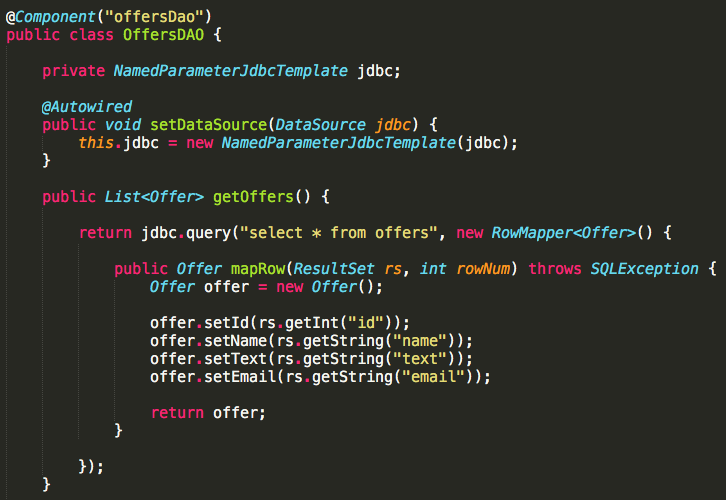 @Component("offersDao")
public class OffersDAO {
private NamedParameterJdbcTemplate jdbc;
@Autowired
public void setDataSource(DataSource jdbc) {
this.jdbc = new NamedParameterJdbcTemplate(jdbc);
}
public List<Offer> getOffers() {
return jdbc.query("select * from offers", new RowMapper<Offer>() {
public Offer mapRow(ResultSet rs, int rowNum) throws SQLException {
Offer offer = new Offer();
offer.setId(rs.getInt("id"));
offer.setName(rs.getString("name"));
offer.setText(rs.getString("text"));
offer.setEmail(rs.getString("email"));
return offer;
}
});
}